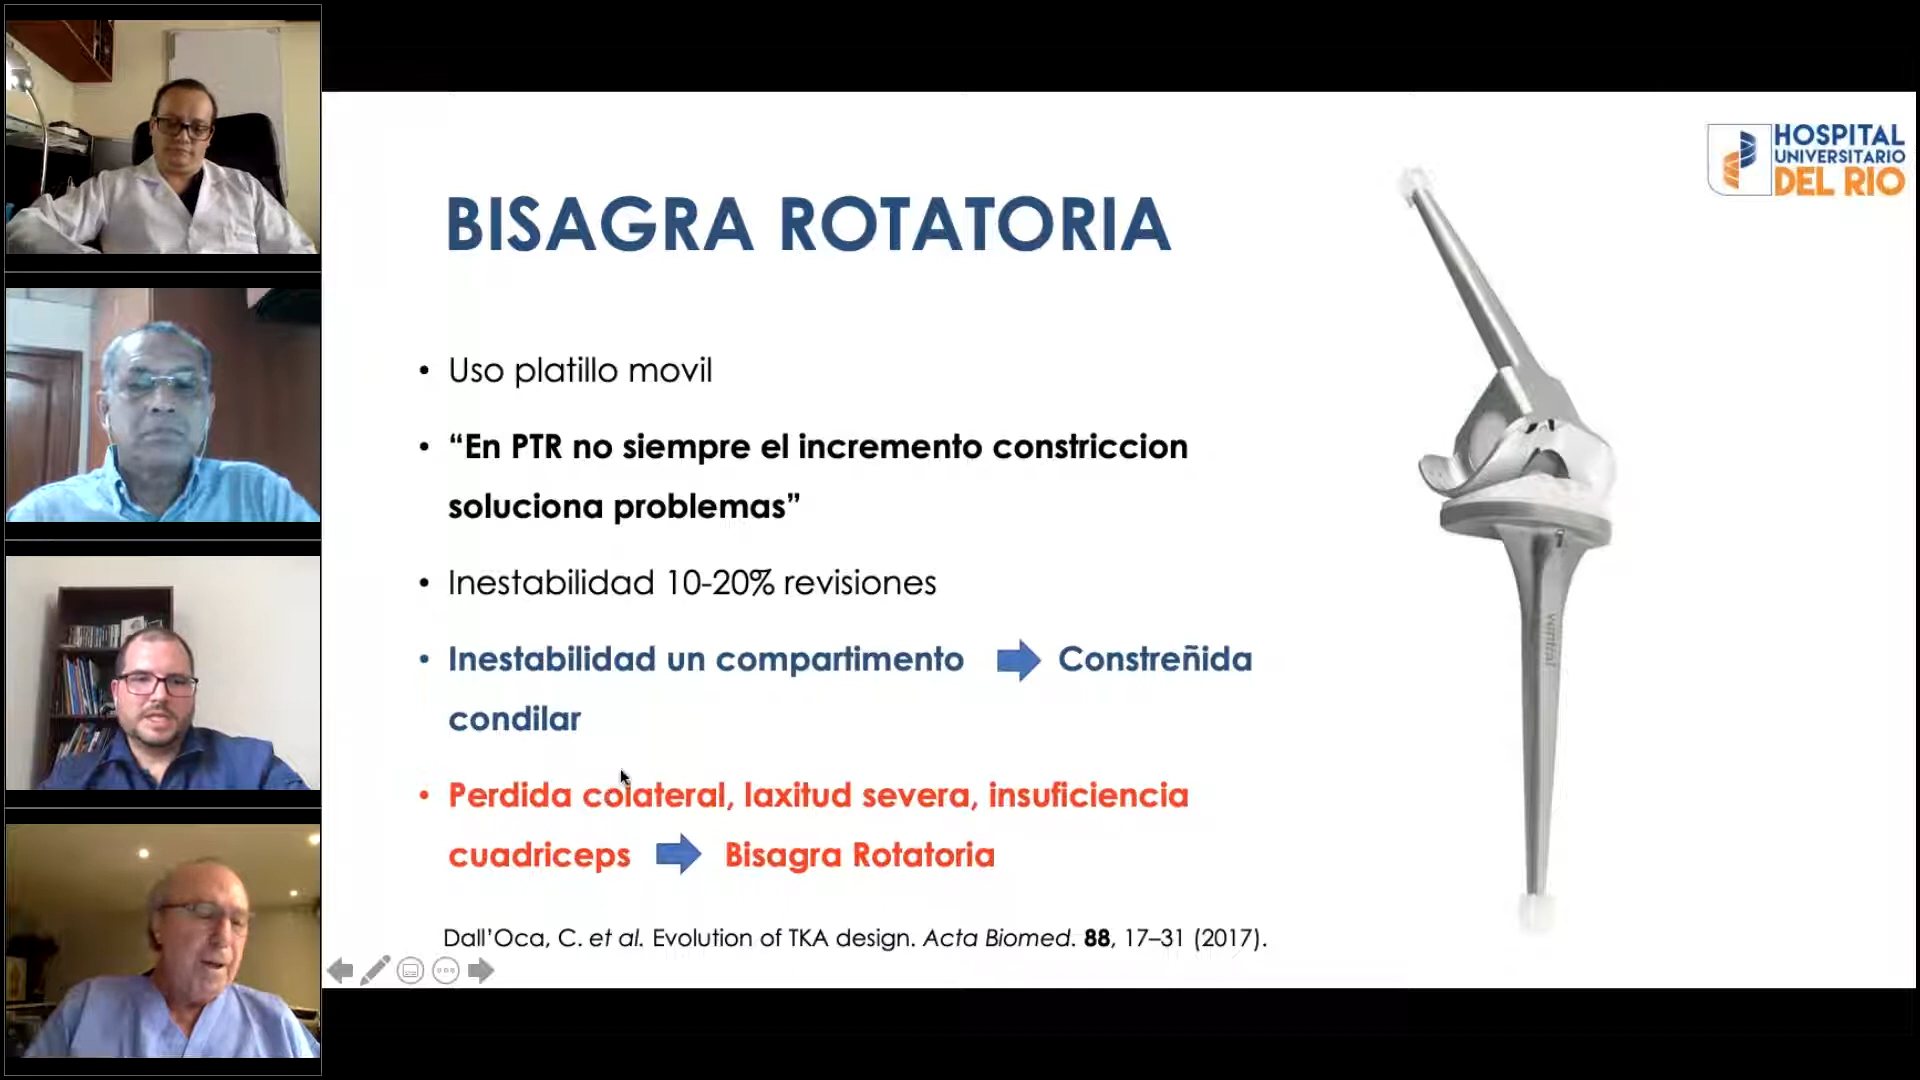 HOSPITAL
UNIVERSITARIO
DEL RIO
BISAGRA ROTATORIA
• Uso platillo movil
• “En PTR no siempre el incremento constriccion
soluciona problemas”
• Inestabilidad 10-20% revisiones
• Inestabilidad un compartimento Constreñida
condilar
• Perdida colateral, laxitud severa, insuficiencia
cuadriceps Bisagra Rotatoria
Dall’Oca, C. et al. Evolution of TKA design. Acta Biomed. 88, 17–31 (2017).